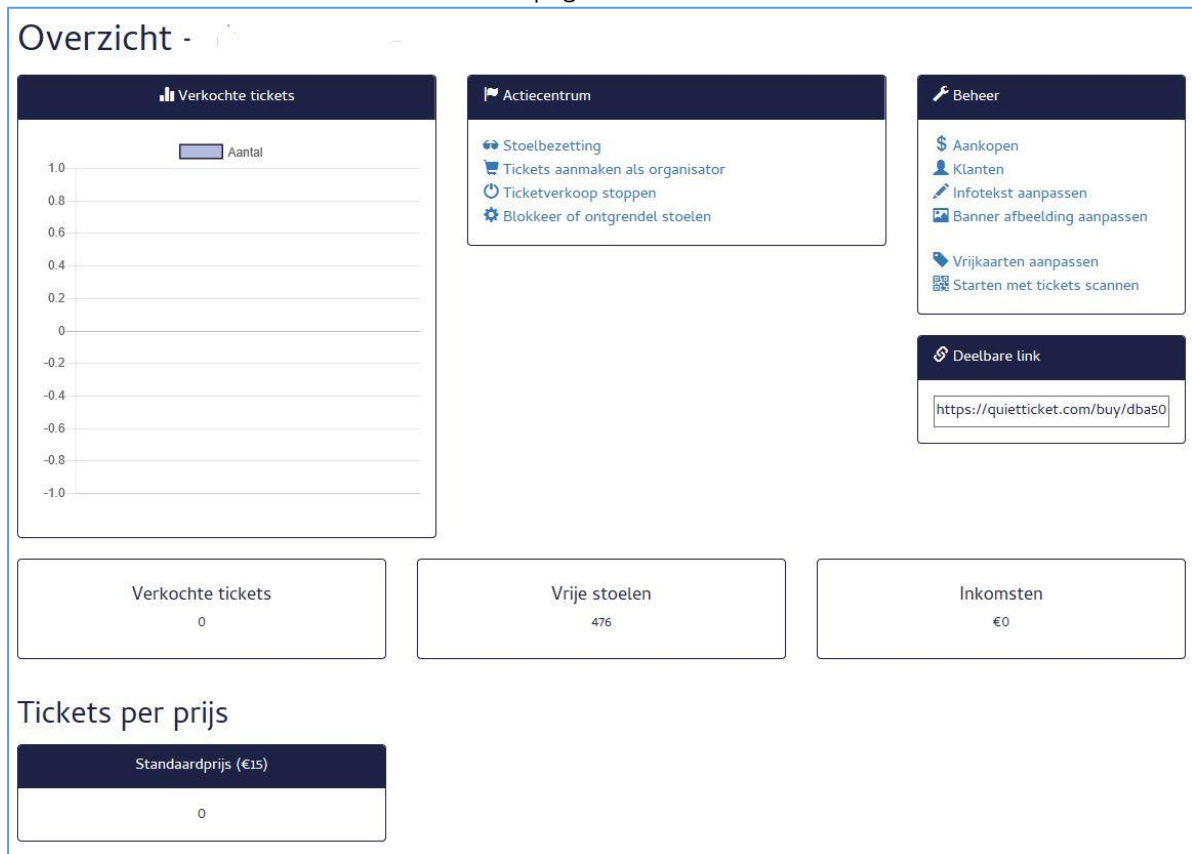 pag
Overzicht -
Verkochte tickets
Aantal
1.0
0.8
0.6
0.4
0.2
0
-0.2
-0.4
-0.6
-0.8
-1.0
Actiecentrum
Stoelbezetting
Tickets aanmaken als organisator
Ticketverkoop stoppen
Blokkeer of ontgrendel stoelen
Beheer
Aankopen
Klanten
Infotekst aanpassen
Banner afbeelding aanpassen
Vrijkaarten aanpassen
Starten met tickets scannen
Deelbare link
https://quietticket.com/buy/dba50
Verkochte tickets
0
Vrije stoelen
476
Inkomsten
€0
Tickets per prijs
Standaardprijs (€15)
0